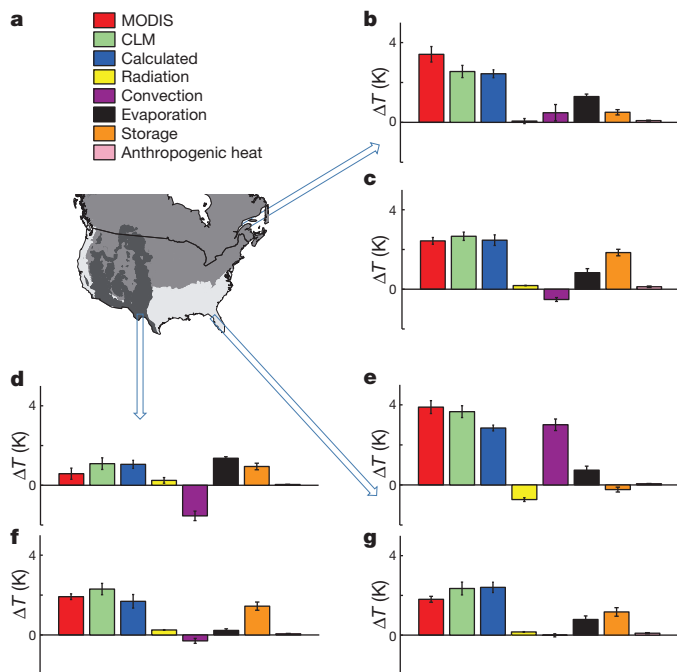 a
MODIS
CLM
Calculated
Radiation
Convection
Evaporation
Storage
Anthropogenic heat
b
4
0
ΔT (K)
c
4
0
ΔT (K)
d
4
0
ΔT (K)
e
4
0
ΔT (K)
f
4
0
ΔT (K)
g
4
0
ΔT (K)